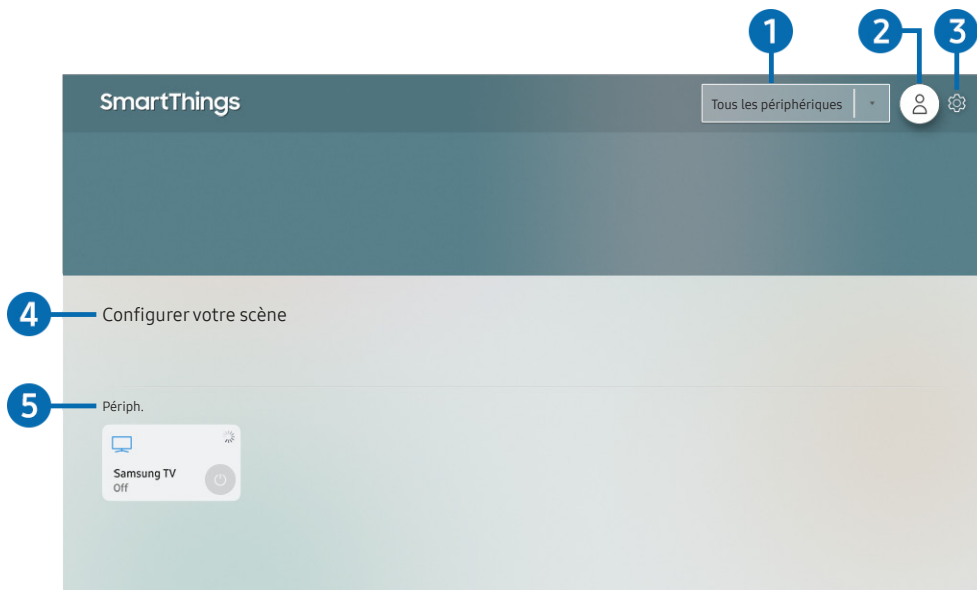 1 2 3
SmartThings
Tous les périphériques
4 Configurer votre scène
5 Périph.
Samsung TV
Off